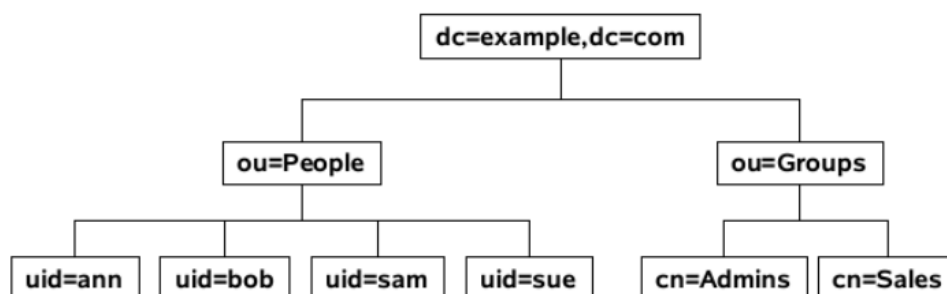 dc=example,dc=com
ou=People
ou=Groups
uid=ann
uid=bob
uid=sam
uid=sue
cn=Admins
cn=Sales